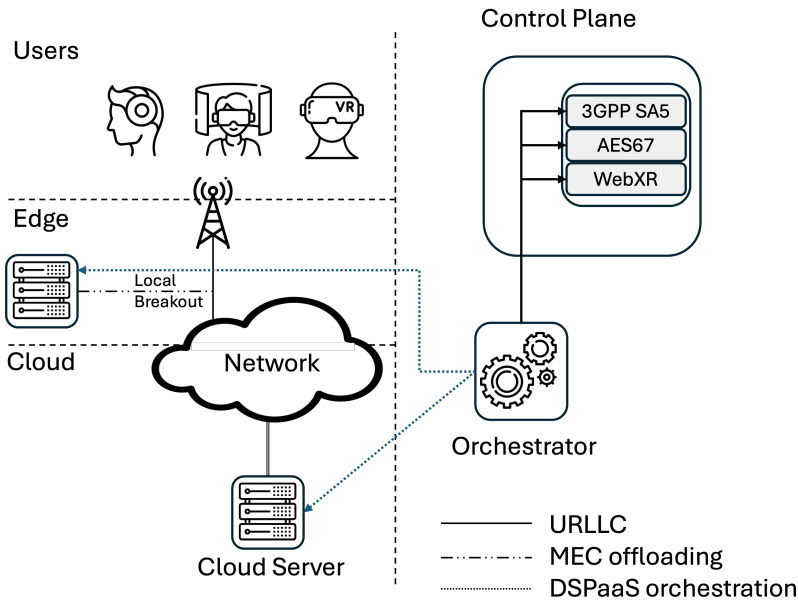 Control Plane
Users
VR
3GPP SA5
AES67
WebXR
Edge
Local
Breakout
Cloud
Network
Orchestrator
Cloud Server
URLLC
MEC offloading
DSPaaS orchestration